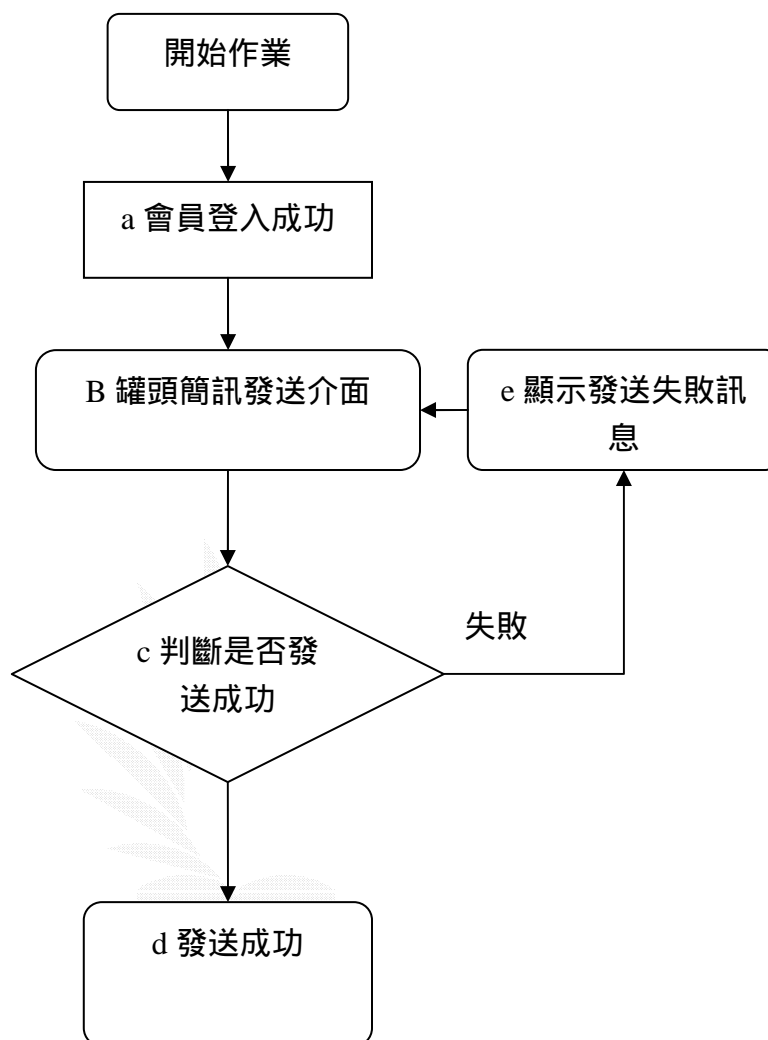 開始作業
a 會員登入成功
B 罐頭簡訊發送介面
e 顯示發送失敗訊
息
失敗
c 判斷是否發
送成功
d 發送成功